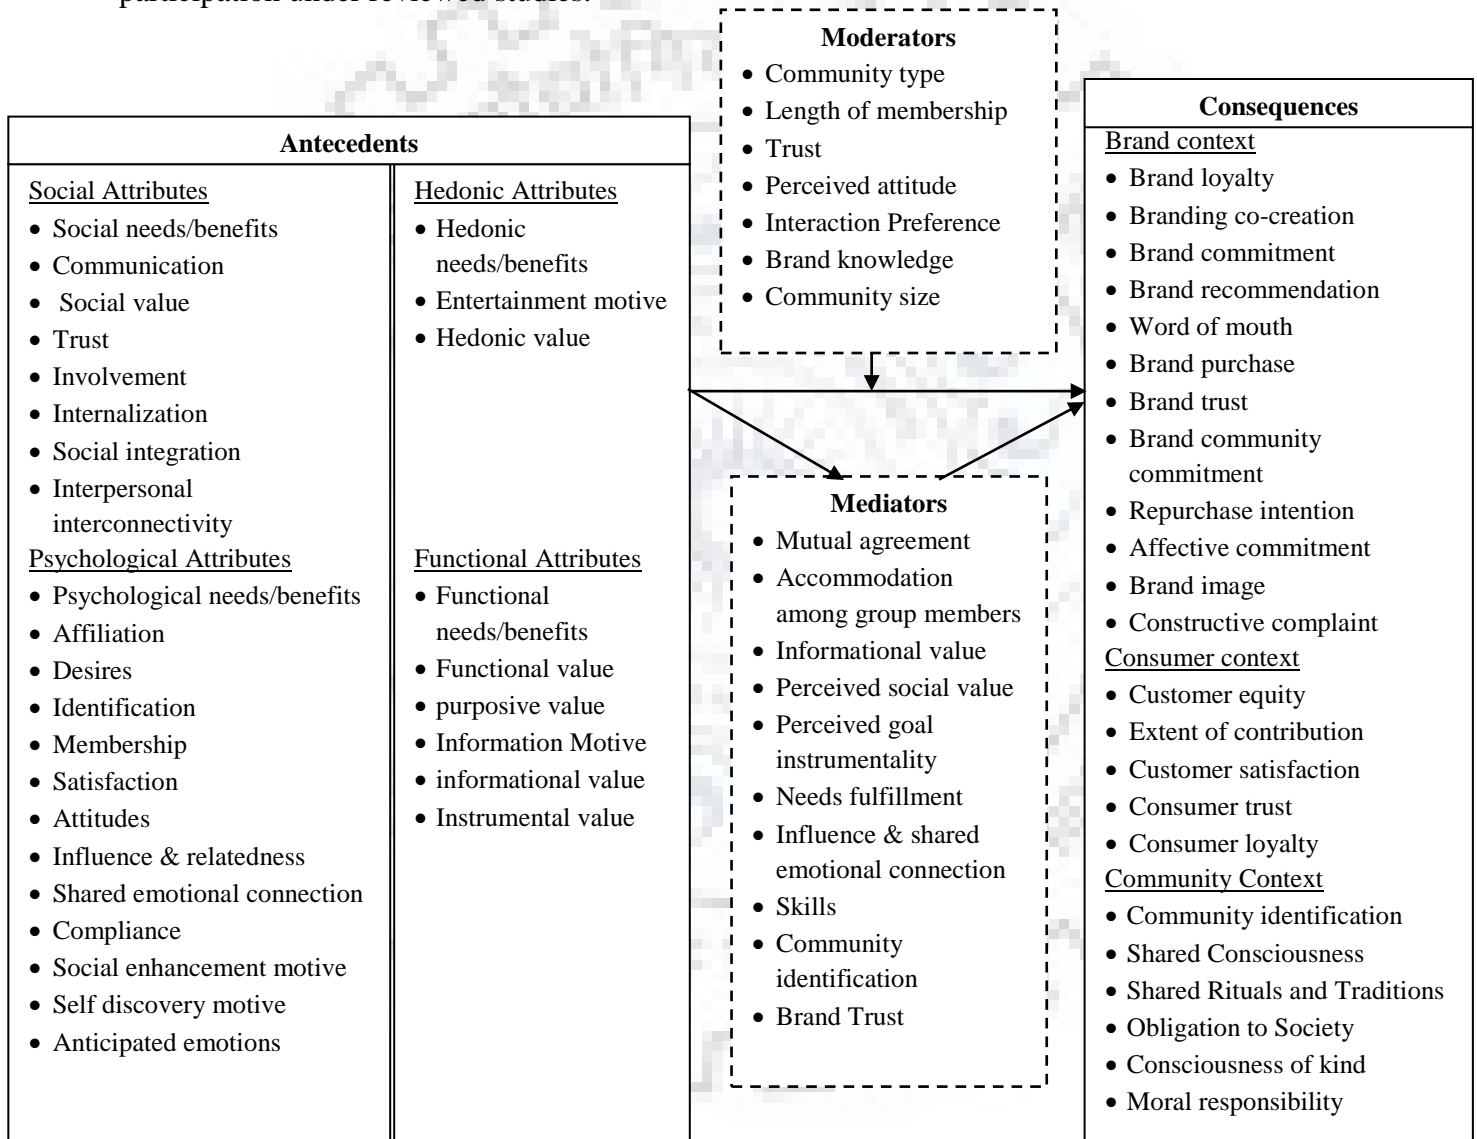 participation under reviewed studies.
Moderators
• Community type
• Length of membership
• Trust
• Perceived attitude
• Interaction Preference
• Brand knowledge
• Community size
Antecedents
Social Attributes
• Social needs/benefits
• Communication
• Social value
• Trust
• Involvement
• Internalization
• Social integration
• Interpersonal
interconnectivity
Psychological Attributes
• Psychological needs/benefits
• Affiliation
• Desires
• Identification
• Membership
• Satisfaction
• Attitudes
• Influence & relatedness
• Shared emotional connection
• Compliance
• Social enhancement motive
• Self discovery motive
• Anticipated emotions
Hedonic Attributes
• Hedonic
needs/benefits
• Entertainment motive
• Hedonic value
Functional Attributes
• Functional
needs/benefits
• Functional value
• purposive value
• Information Motive
• informational value
• Instrumental value
Mediators
• Mutual agreement
• Accommodation
among group members
• Informational value
• Perceived social value
• Perceived goal
instrumentality
• Needs fulfillment
• Influence & shared
emotional connection
• Skills
• Community
identification
• Brand Trust
Consequences
Brand context
• Brand loyalty
• Branding co-creation
• Brand commitment
• Brand recommendation
• Word of mouth
• Brand purchase
• Brand trust
• Brand community
commitment
• Repurchase intention
• Affective commitment
• Brand image
• Constructive complaint
Consumer context
• Customer equity
• Extent of contribution
• Customer satisfaction
• Consumer trust
• Consumer loyalty
Community Context
• Community identification
• Shared Consciousness
• Shared Rituals and Traditions
• Obligation to Society
• Consciousness of kind
• Moral responsibility